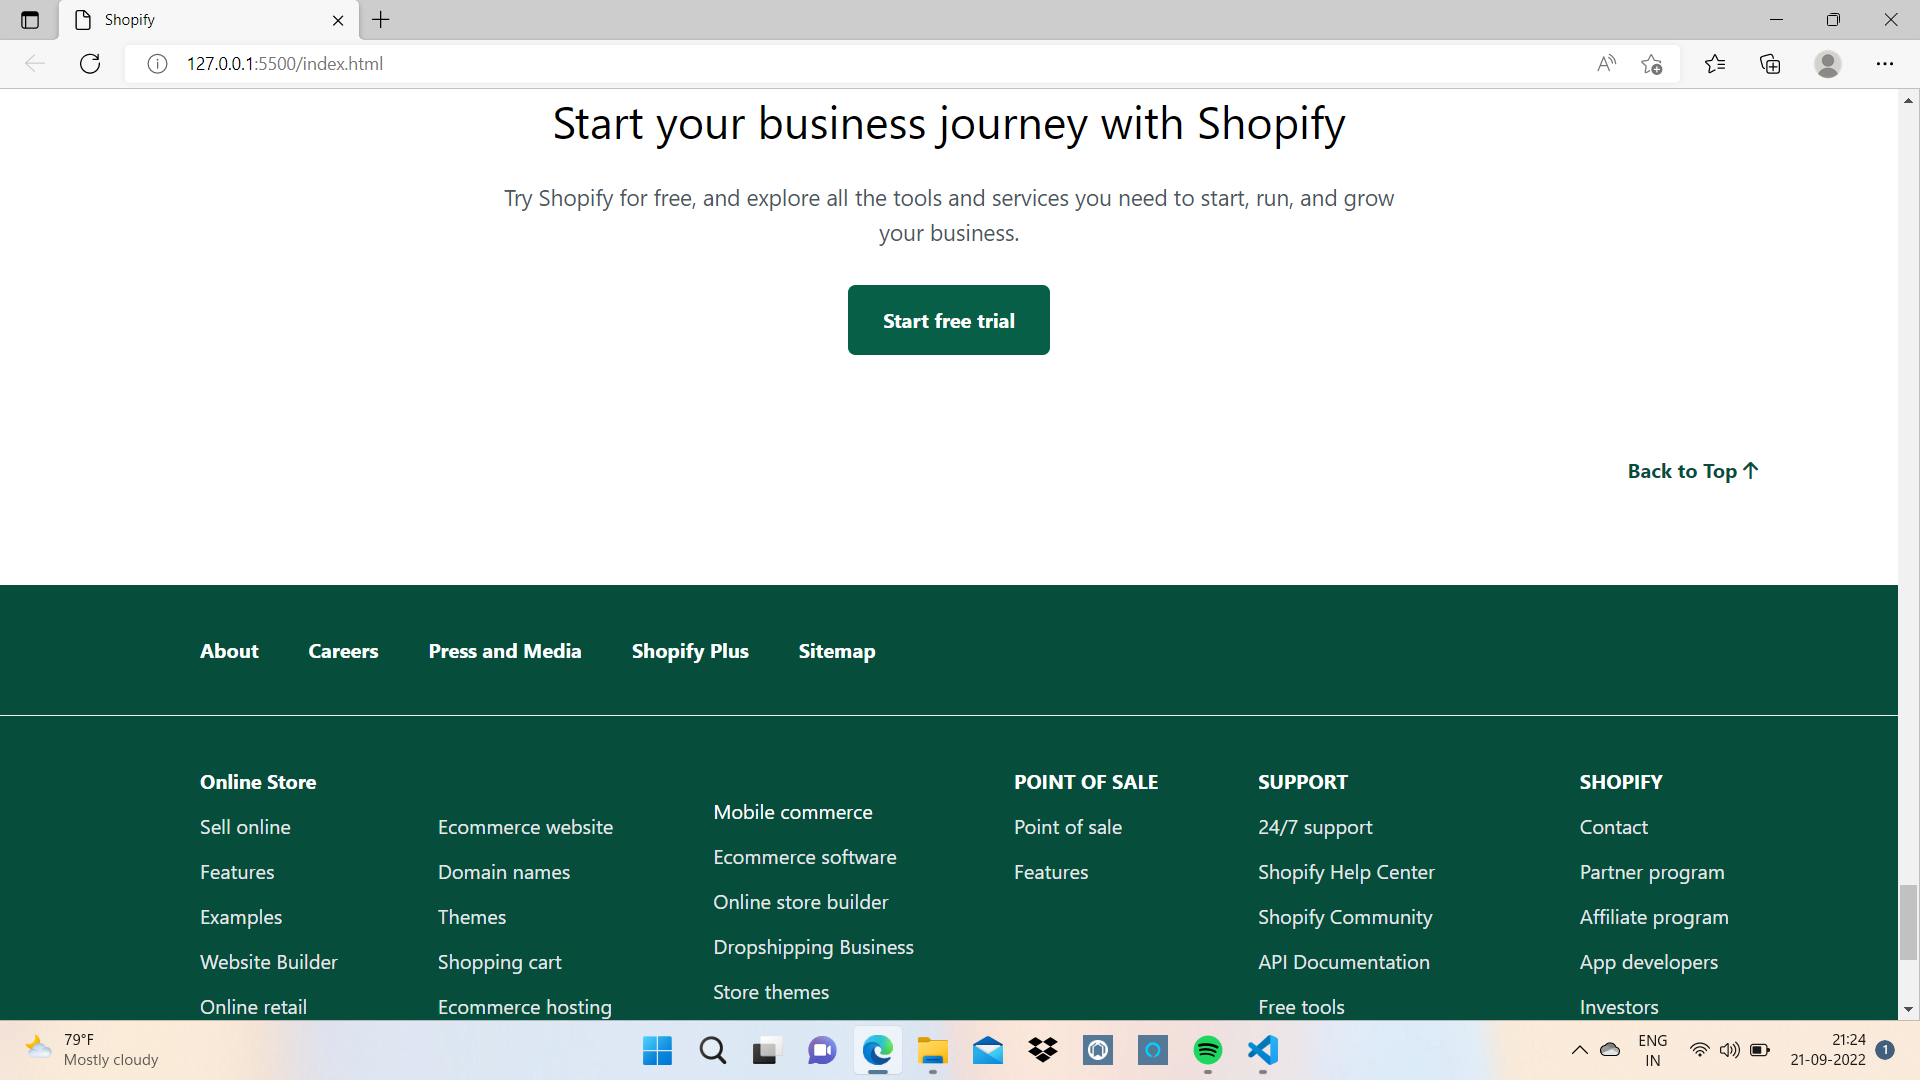 Shopify
127.0.0.1:5500/index.html
Start your business journey with Shopify
Try Shopify for free, and explore all the tools and services you need to start, run, and grow
your business.
Start free trial
Back to Top ↑
About Careers Press and Media Shopify Plus Sitemap
Online Store
Sell online
Features
Examples
Website Builder
Online retail
Ecommerce website
Domain names
Themes
Shopping cart
Ecommerce hosting
Mobile commerce
Ecommerce software
Online store builder
Dropshipping Business
Store themes
POINT OF SALE
Point of sale
Features
SUPPORT
24/7 support
Shopify Help Center
Shopify Community
API Documentation
Free tools
SHOPIFY
Contact
Partner program
Affiliate program
App developers
Investors
79°F
Mostly cloudy
ENG
IN
21:24
21-09-2022
1